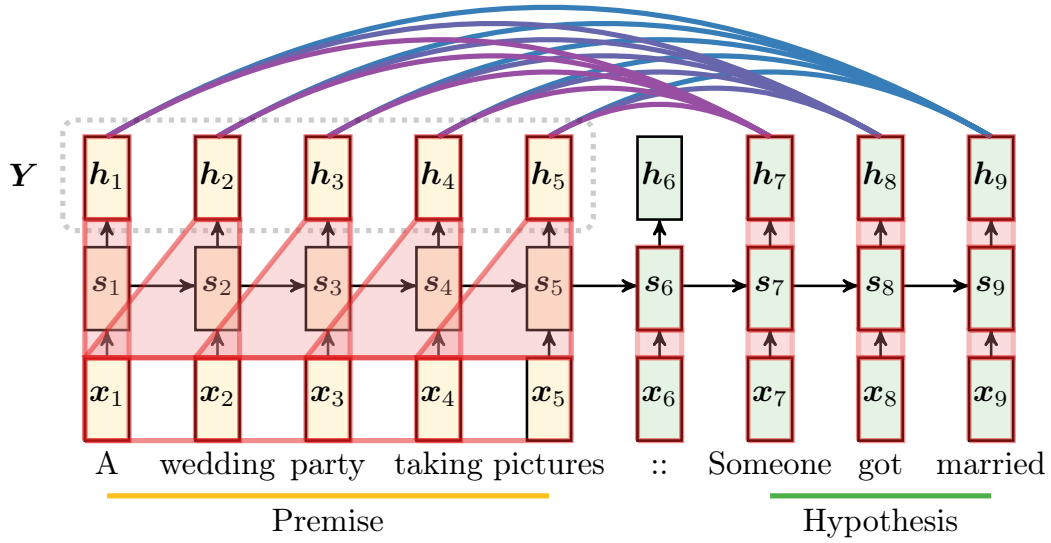 Y h₁ h₂ h₃ h₄ h₅ h₆ h₇ h₈ h₉
s₁ s₂ s₃ s₄ s₅ s₆ s₇ s₈ s₉
x₁ x₂ x₃ x₄ x₅ x₆ x₇ x₈ x₉
A wedding party taking pictures :: Someone got married
Premise Hypothesis